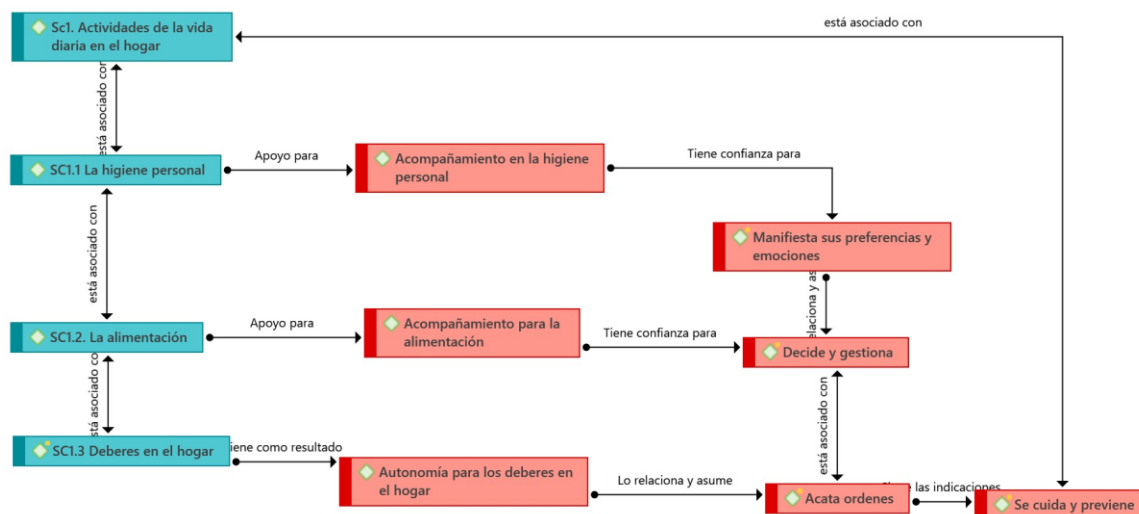 está asociado con
Sc1. Actividades de la vida
diaria en el hogar
está asociado con
SC1.1 La higiene personal
Apoyo para
Acompañamiento en la higiene
personal
Tiene confianza para
Manifiesta sus preferencias y
emociones
está asociado con
SC1.2. La alimentación
Apoyo para
Acompañamiento para la
alimentación
Tiene confianza para
Decide y gestiona
está asociado con
SC1.3 Deberes en el hogar
como resultado
Autonomía para los deberes en
el hogar
Lo relaciona y asume
está asociado con
Acata ordenes
las indicaciones
Se cuida y previene